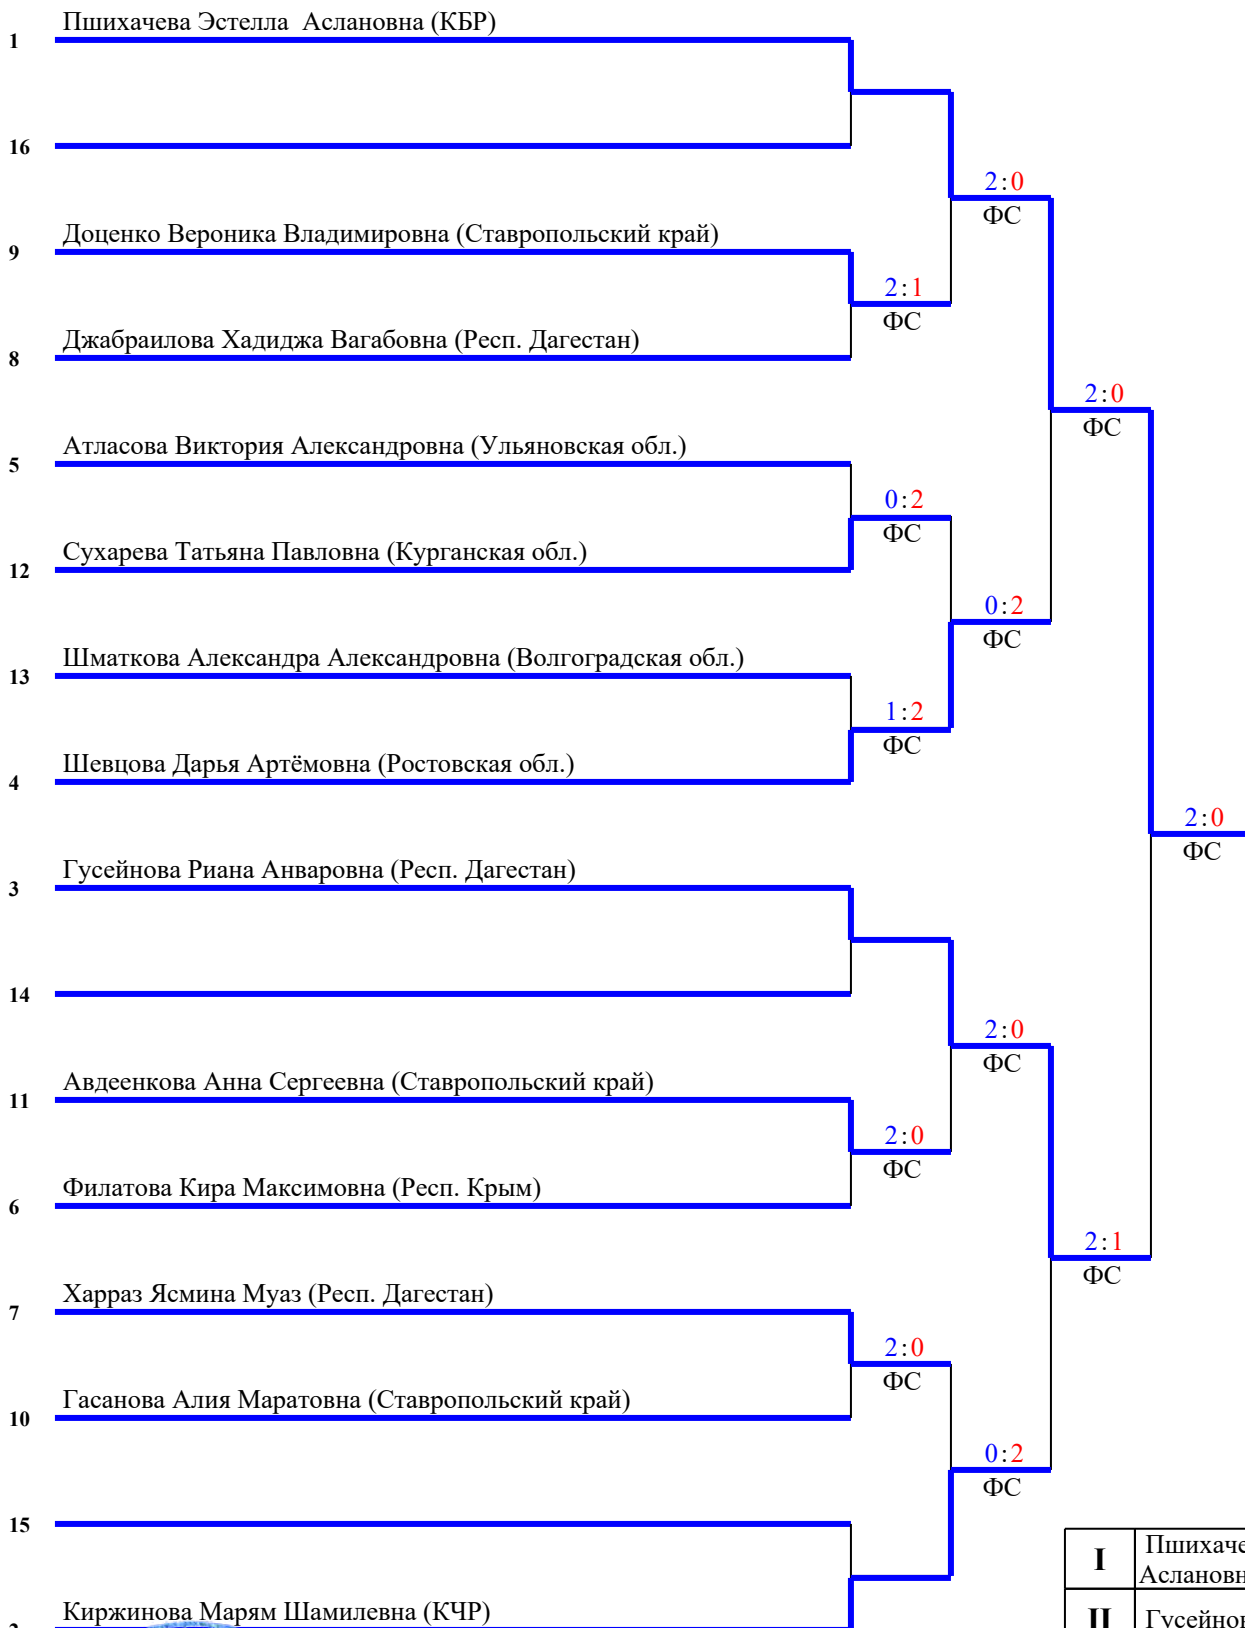 Пшихачева Эстелла Аслановна (КБР)
1
16
2:0
ФС
Доценко Вероника Владимировна (Ставропольский край)
9
2:1
ФС
Джабраилова Хадиджа Вагабовна (Респ. Дагестан)
8
2:0
ФС
Атласова Виктория Александровна (Ульяновская обл.)
5
0:2
ФС
Сухарева Татьяна Павловна (Курганская обл.)
12
0:2
ФС
Шматкова Александра Александровна (Волгоградская обл.)
13
1:2
ФС
Шевцова Дарья Артёмовна (Ростовская обл.)
4
2:0
ФС
Гусейнова Риана Анваровна (Респ. Дагестан)
3
14
2:0
ФС
Авдеенкова Анна Сергеевна (Ставропольский край)
11
2:0
ФС
Филатова Кира Максимовна (Респ. Крым)
6
2:1
ФС
Харраз Ясмина Муаз (Респ. Дагестан)
7
2:0
ФС
Гасанова Алия Маратовна (Ставропольский край)
10
0:2
ФС
15
I Пшихаче
Аслановн
Киржинова Марям Шамилевна (КЧР)
II Гусейнов